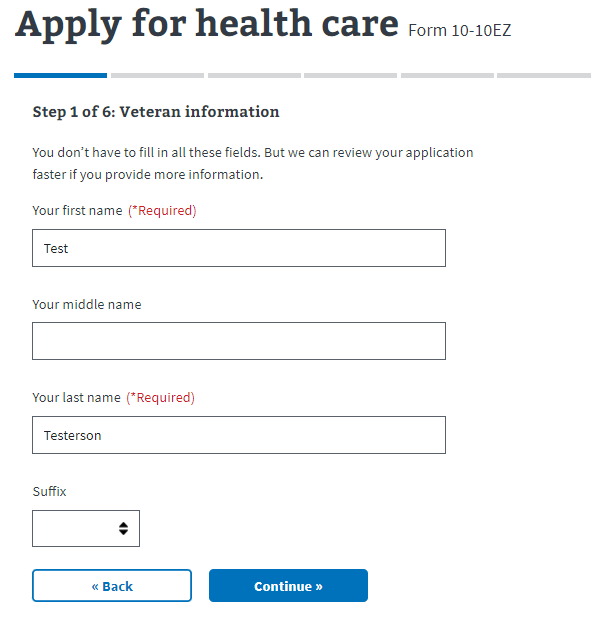 Apply for health care Form 10-10EZ
Step 1 of 6: Veteran information
You don't have to fill in all these fields. But we can review your application
faster if you provide more information.
Your first name (*Required)
Test
Your middle name
Your last name (*Required)
Testerson
Suffix
« Back
Continue »